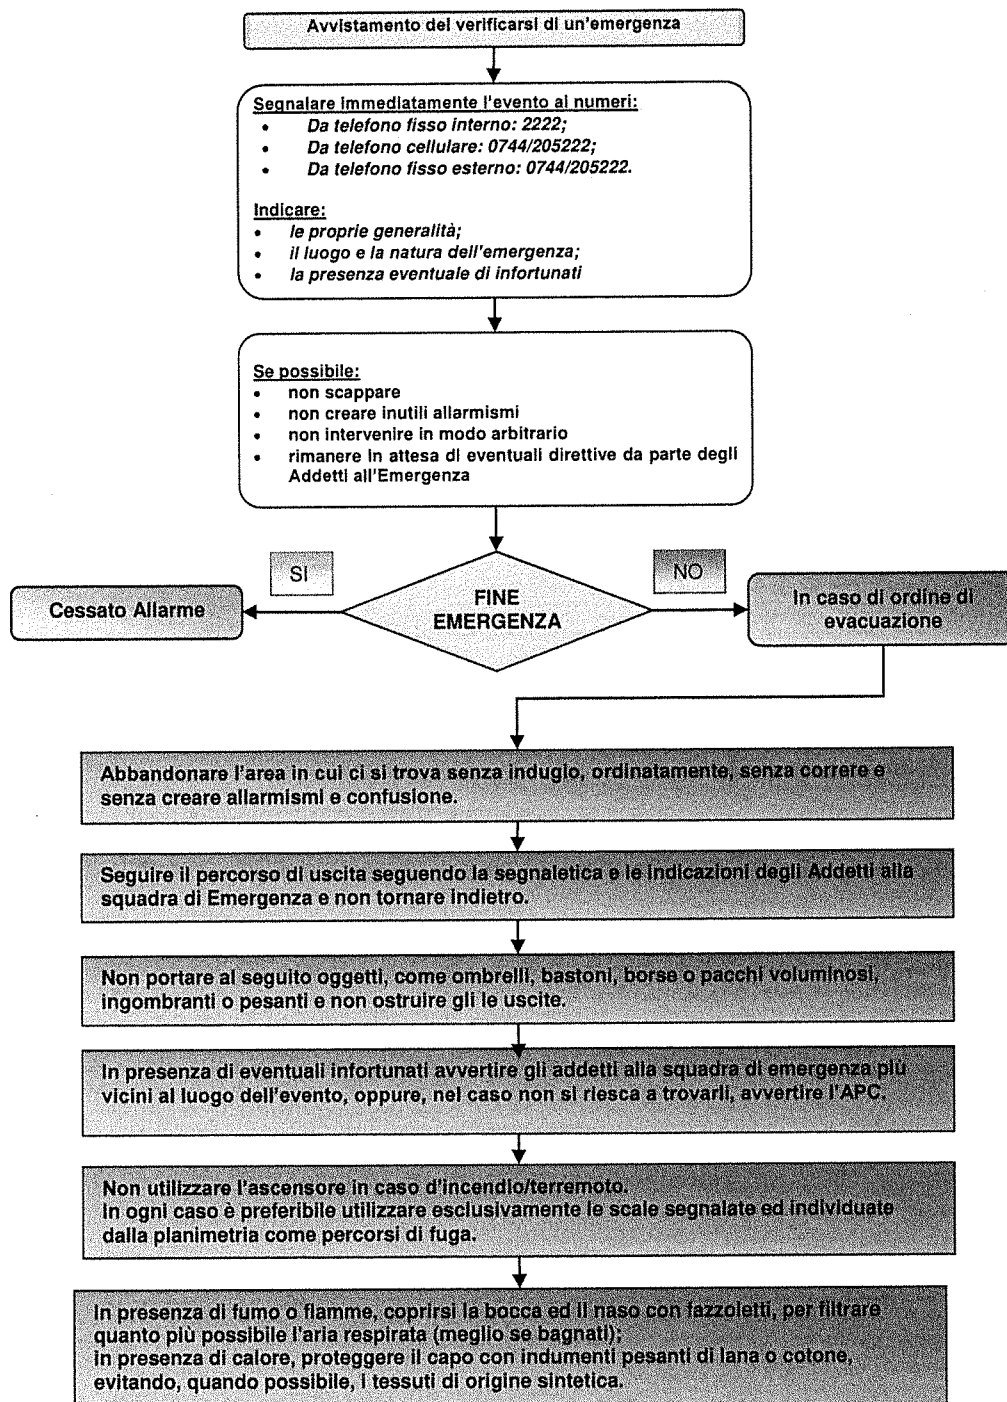 Avvistamento del verificarsi di un'emergenza
Segnalare immediatamente l'evento ai numeri:
• Da telefono fisso interno: 2222;
• Da telefono cellulare: 0744/205222;
• Da telefono fisso esterno: 0744/205222.
Indicare:
• le proprie generalità;
• il luogo e la natura dell'emergenza;
• la presenza eventuale di infortunati
Se possibile:
• non scappare
• non creare inutili allarmismi
• non intervenire in modo arbitrario
• rimanere in attesa di eventuali direttive da parte degli
Addetti all'Emergenza
SI
NO
Cessato Allarme
FINE
EMERGENZA
In caso di ordine di
evacuazione
Abbandonare l'area in cui ci si trova senza indugio, ordinatamente, senza correre e
senza creare allarmismi e confusione.
Seguire il percorso di uscita seguendo la segnaletica e le indicazioni degli Addetti alla
squadra di Emergenza e non tornare indietro.
Non portare al seguito oggetti, come ombrelli, bastoni, borse o pacchi voluminosi,
ingombranti o pesanti e non ostruire gli le uscite.
In presenza di eventuali infortunati avvertire gli addetti alla squadra di emergenza più
vicini al luogo dell'evento, oppure, nel caso non si riesca a trovarli, avvertire l'APC.
Non utilizzare l'ascensore in caso d'incendio/terremoto.
In ogni caso è preferibile utilizzare esclusivamente le scale segnalate ed individuate
dalla planimetria come percorsi di fuga.
In presenza di fumo o fiamme, coprirsi la bocca ed il naso con fazzoletti, per filtrare
quanto più possibile l'aria respirata (meglio se bagnati);
in presenza di calore, proteggere il capo con indumenti pesanti di lana o cotone,
evitando, quando possibile, i tessuti di origine sintetica.